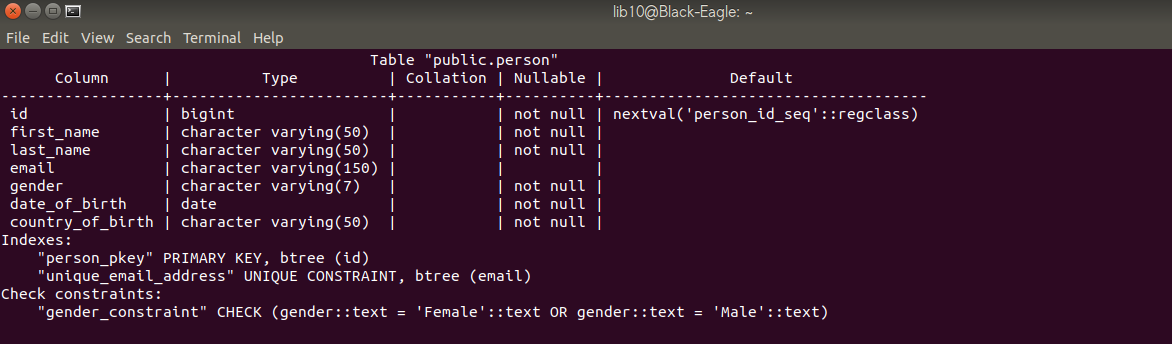 lib10@Black-Eagle: ~
File Edit View Search Terminal Help
                                         Table "public.person"
      Column      |          Type          | Collation | Nullable |              Default               
------------------+------------------------+-----------+----------+------------------------------------
 id               | bigint                 |           | not null | nextval('person_id_seq'::regclass)
 first_name       | character varying(50)  |           | not null | 
 last_name        | character varying(50)  |           | not null | 
 email            | character varying(150) |           |          | 
 gender           | character varying(7)   |           | not null | 
 date_of_birth    | date                   |           | not null | 
 country_of_birth | character varying(50)  |           | not null | 
Indexes:
    "person_pkey" PRIMARY KEY, btree (id)
    "unique_email_address" UNIQUE CONSTRAINT, btree (email)
Check constraints:
    "gender_constraint" CHECK (gender::text = 'Female'::text OR gender::text = 'Male'::text)